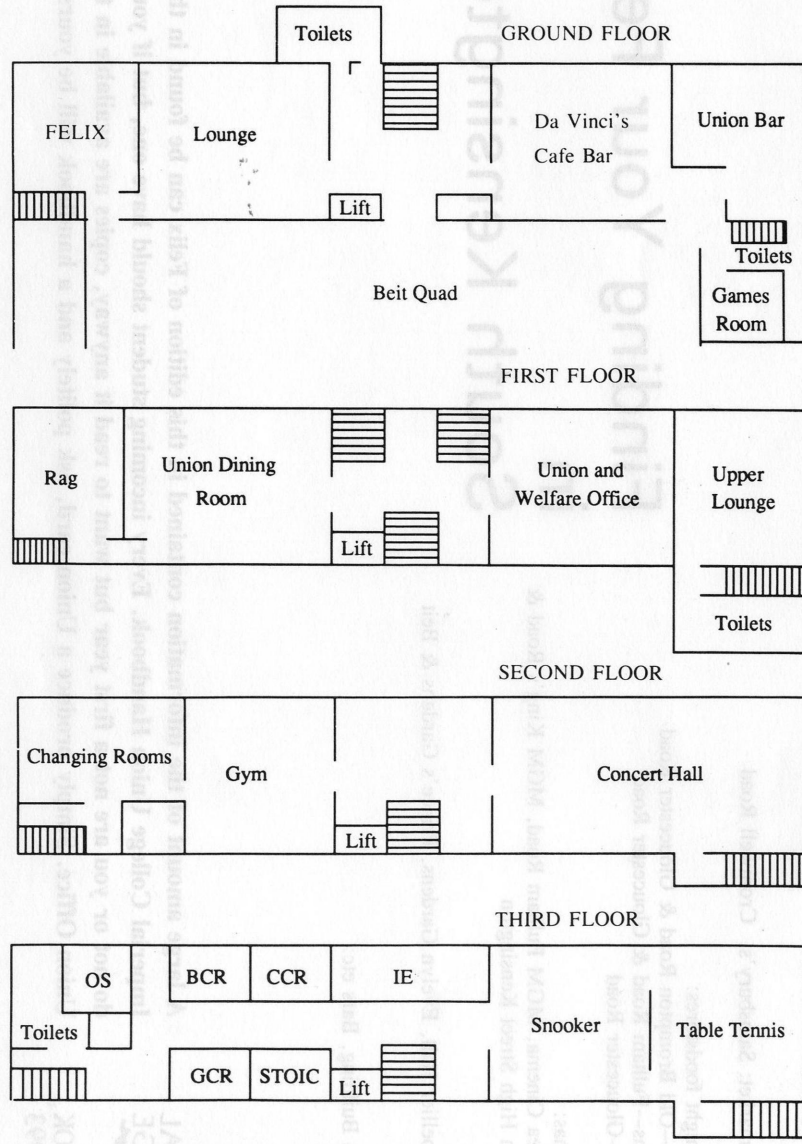 GROUND FLOOR
Toilets
FELIX
Lounge
Da Vinci's
Cafe Bar
Union Bar
Lift
Toilets
Beit Quad
Games
Room
FIRST FLOOR
Rag
Union Dining
Room
Union and
Welfare Office
Upper
Lounge
Lift
Toilets
SECOND FLOOR
Changing Rooms
Gym
Concert Hall
Lift
THIRD FLOOR
OS
BCR
CCR
IE
Toilets
Snooker
Table Tennis
GCR
STOIC
Lift